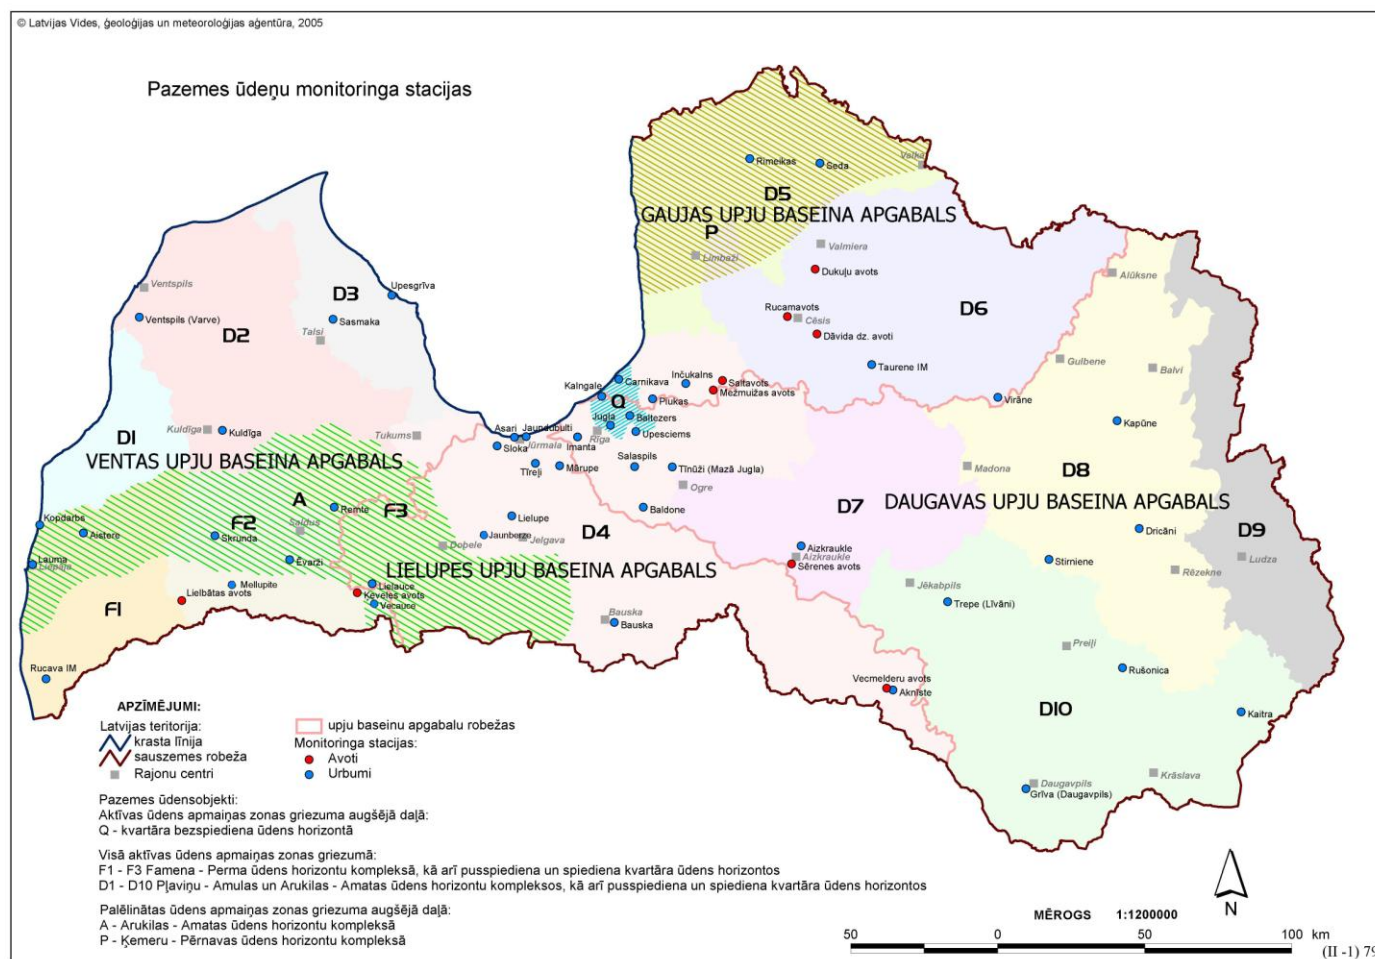 © Latvijas Vides, ģeoloģijas un meteoroloģijas aģentūra, 2005
Pazemes ūdeņu monitoringa stacijas
Rimeikas
Seda
Valka
D5
GAUJAS UPJU BASEINA APGABALS
P
Limbaži
Valmiera
Dukuļu avots
Alūksne
Ventspils
D3
Upesgrīva
Ventspils (Varve)
Sasmaka
D2
Talsi
Rucamavots
Cēsis
D6
Dāvida dz. avoti
Gulbene
Balvi
Taurene IM
Carnikava
Inčukalns
Saltavots
Mežmuižas avots
Kalngale
Q
Piukas
Virāne
Jugla
Baltezers
Kapūne
D1
Kuldīga
Kuldīga
Tukums
Asari
Jaundubulti
Jūrmala
Imanta
Rīga
Upesciems
Sloka
VENTAS UPJU BASEINA APGABALS
Tīreļi
Mārupe
Salaspils
Tīnūži (Mazā Jugla)
Madona
D8
Ogre
A
Remte
F3
Baldone
D7
DAUGAVAS UPJU BASEINA APGABALS
Kopdarbs
Aistere
F2
Skrunda
Saldus
Lielupe
Jaunberze
Jelgava
D4
Dobele
Dricāni
D9
Aizkraukle
Aizkraukle
Sērenes avots
Lauma
Liepāja
Ēvarži
LIELUPES UPJU BASEINA APGABALS
Stirniene
Rēzekne
Ludza
Jēkabpils
Mellupite
Lielauce
Ķeveles avots
Vecauce
Lielbātas avots
Trepe (Līvāni)
F1
Bauska
Bauska
Preiļi
Rucava IM
Rušonica
Vecmelderu avots
Aknīste
D10
Kaitra
Krāslava
Daugavpils
Grīva (Daugavpils)
APZĪMĒJUMI:
Latvijas teritorija:
krasta līnija
sauszemes robeža
Rajonu centri
upju baseinu apgabalu robežas
Monitoringa stacijas:
Avoti
Urbumi
Pazemes ūdensobjekti:
Aktīvas ūdens apmaiņas zonas griezuma augšējā daļā:
Q - kvartāra bezspiediena ūdens horizontā
Visā aktīvas ūdens apmaiņas zonas griezumā:
F1 - F3 Famena - Perma ūdens horizontu kompleksā, kā arī pusspiediena un spiediena kvartāra ūdens horizontos
D1 - D10 Pļaviņu - Amulas un Arukilas - Amatas ūdens horizontu kompleksos, kā arī pusspiediena un spiediena kvartāra ūdens horizontos
Palēlinātas ūdens apmaiņas zonas griezuma augšējā daļā:
A - Arukilas - Amatas ūdens horizontu kompleksā
P - Ķemeru - Pērnavas ūdens horizontu kompleksā
N
MĒROGS 1:1200000
50 0 50 100 km
(II -1) 79